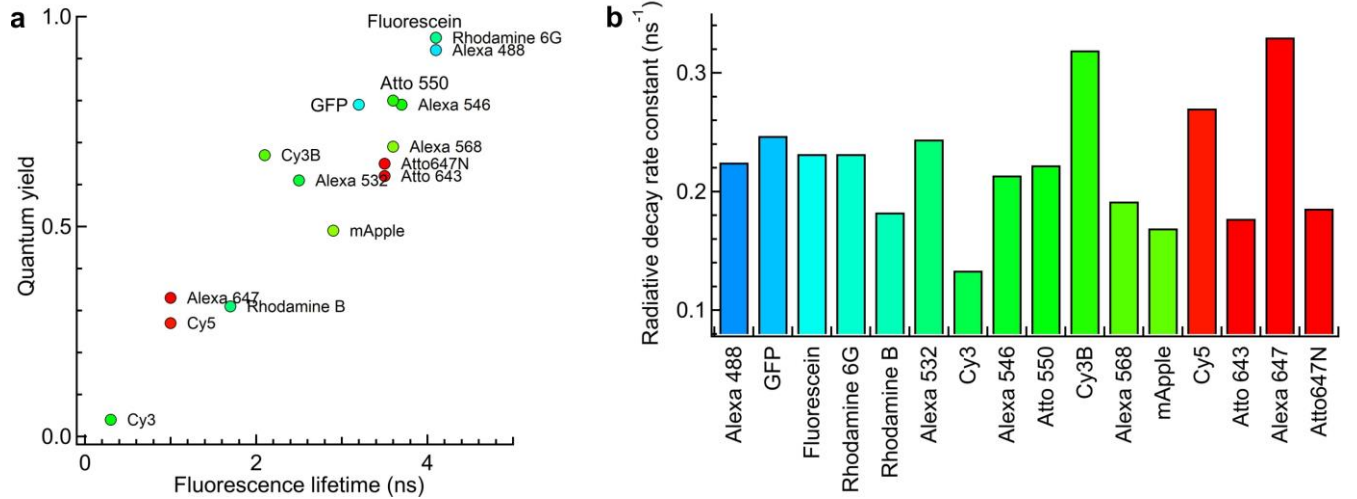 a
Quantum yield
1.0
0.5
0.0
Fluorescein
Rhodamine 6G
Alexa 488
Atto 550
GFP
Alexa 546
Alexa 568
Cy3B
Atto647N
Alexa 532
Atto 643
mApple
Alexa 647
Rhodamine B
Cy5
Cy3
0
2
4
Fluorescence lifetime (ns)
b
Radiative decay rate constant (ns⁻¹)
0.3
0.2
0.1
Alexa 488
GFP
Fluorescein
Rhodamine 6G
Rhodamine B
Alexa 532
Cy3
Alexa 546
Atto 550
Cy3B
Alexa 568
mApple
Cy5
Atto 643
Alexa 647
Atto647N